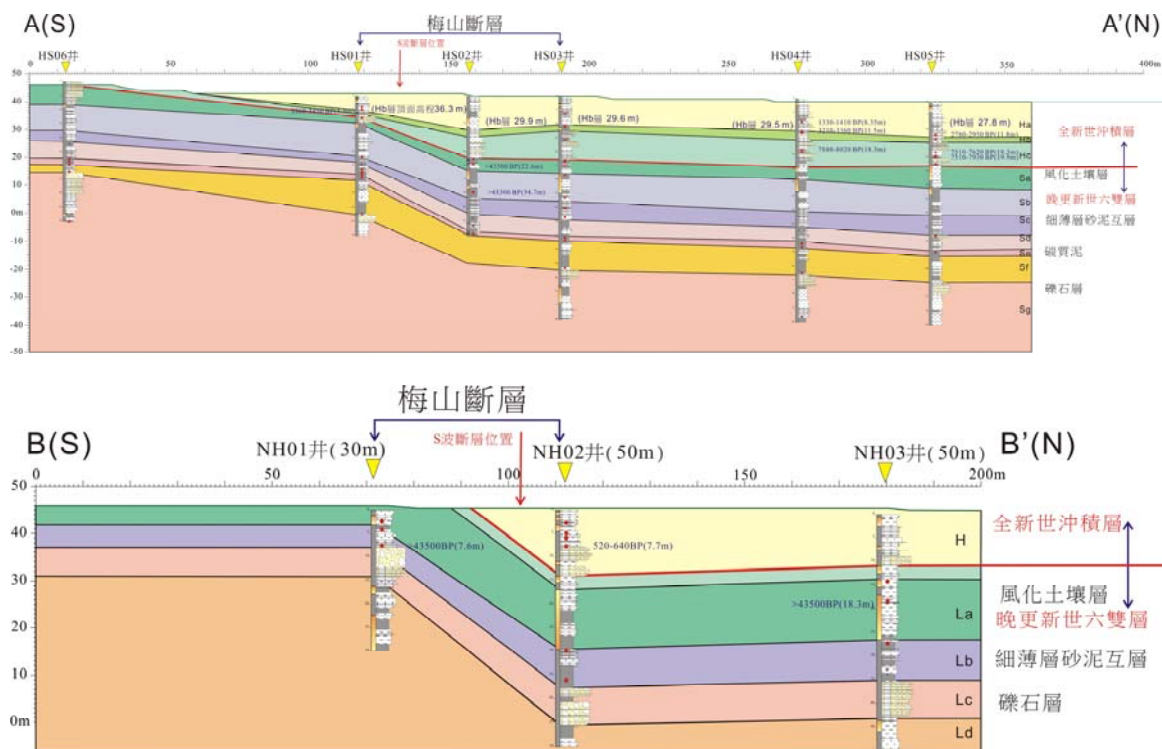 A(S)
梅山斷層
A'(N)
HS06井
HS01井
S波斷層位置
HS02井
HS03井
HS04井
HS05井
0 50 100 150 200 250 300 350 400m
50
40
30
20
10
0m
-10
-20
-30
-40
-50
(Hb層頂面高程36.3 m)
(Hb層 29.9 m)
(Hb層 29.6 m)
(Hb層 29.5 m)
(Hb層 27.8 m)
>43500 BP(22.6m)
>43500 BP(34.7m)
1330-1410 BP(8.35m)
7510-7620 BP(18.2m)
Ha
Hc
Sa
Sb
Sc
Sd
Se
Sf
Sg
全新世沖積層
風化土壤層
晚更新世六雙層
細薄層砂泥互層
碳質泥
礫石層
梅山斷層
B(S)
B'(N)
NH01井(30m)
S波斷層位置
NH02井(50m)
NH03井(50m)
0 50 100 150 200m
50
40
30
20
10
0m
>43500BP(7.6m)
520-640BP(7.7m)
>43500BP(18.3m)
H
La
Lb
Lc
Ld
全新世沖積層
風化土壤層
晚更新世六雙層
細薄層砂泥互層
礫石層